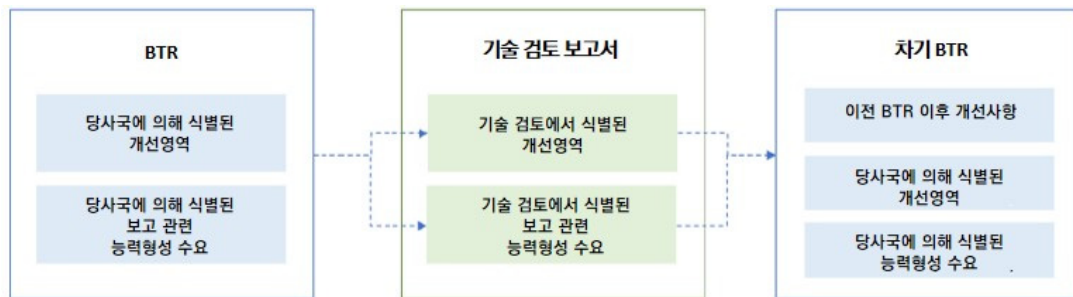 BTR
당사국에 의해 식별된
개선영역
당사국에 의해 식별된
보고 관련
능력형성 수요
기술 검토 보고서
기술 검토에서 식별된
개선영역
기술 검토에서 식별된
보고 관련
능력형성 수요
차기 BTR
이전 BTR 이후 개선사항
당사국에 의해 식별된
개선영역
당사국에 의해 식별된
능력형성 수요